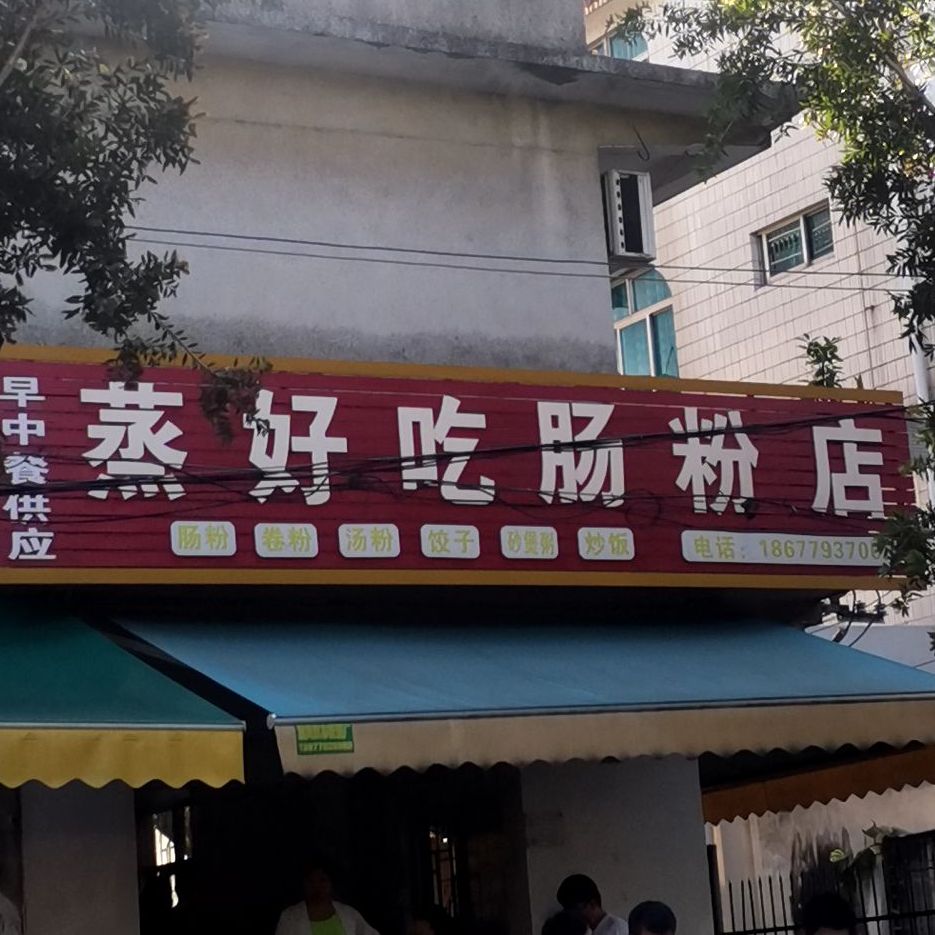 早中餐供应
蒸好吃肠粉店
肠粉 卷粉 汤粉 饺子 砂煲粥 炒饭
电话：1867793706